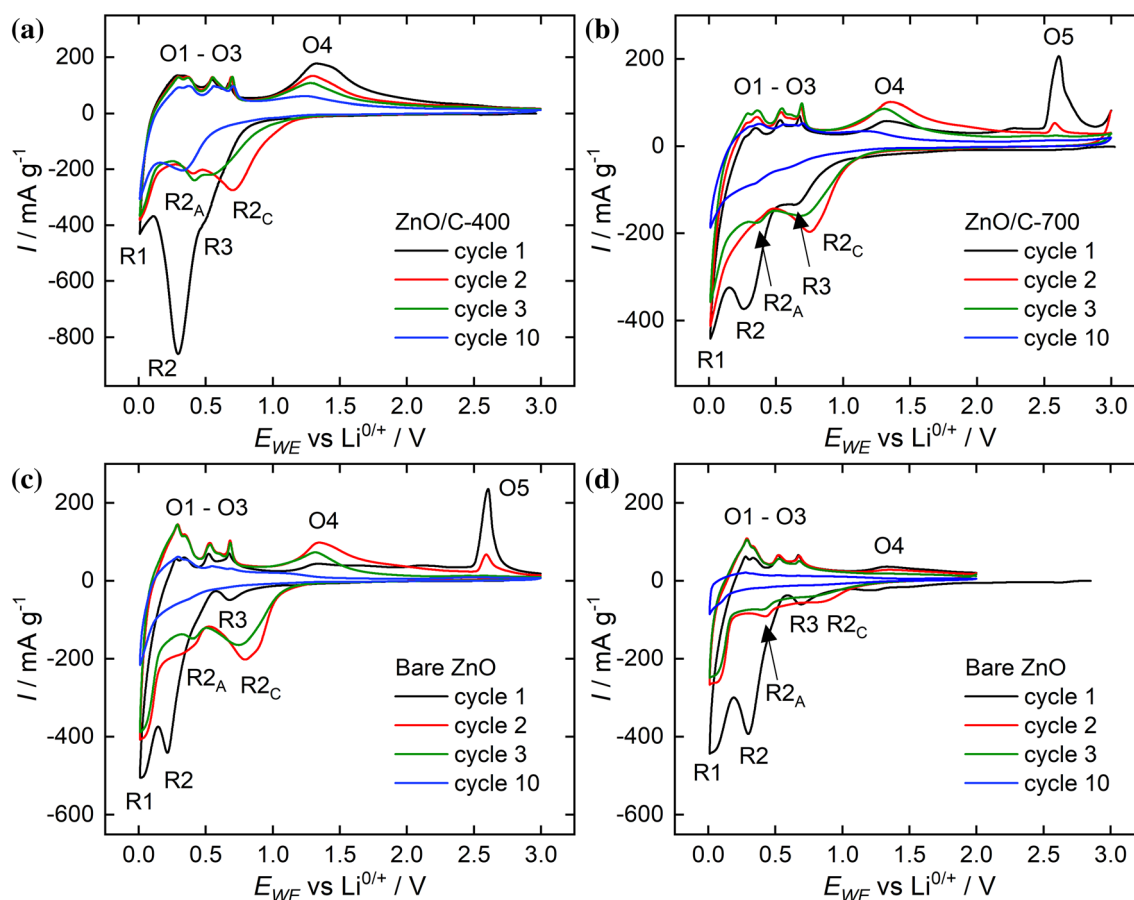 (a)
200
0
-200
-400
-600
-800
I / mA g⁻¹
O1 - O3
O4
R1
R2
R2A
R3
R2C
ZnO/C-400
cycle 1
cycle 2
cycle 3
cycle 10
0.0 0.5 1.0 1.5 2.0 2.5 3.0
EWE vs Li⁰/⁺ / V
(b)
200
0
-200
-400
I / mA g⁻¹
O1 - O3
O4
O5
R1
R2
R2A
R3
R2C
ZnO/C-700
cycle 1
cycle 2
cycle 3
cycle 10
0.0 0.5 1.0 1.5 2.0 2.5 3.0
EWE vs Li⁰/⁺ / V
(c)
200
0
-200
-400
-600
I / mA g⁻¹
O1 - O3
O4
O5
R1
R2
R3
R2A
R2C
Bare ZnO
cycle 1
cycle 2
cycle 3
cycle 10
0.0 0.5 1.0 1.5 2.0 2.5 3.0
EWE vs Li⁰/⁺ / V
(d)
200
0
-200
-400
-600
I / mA g⁻¹
O1 - O3
O4
R1
R2
R3
R2C
R2A
Bare ZnO
cycle 1
cycle 2
cycle 3
cycle 10
0.0 0.5 1.0 1.5 2.0 2.5 3.0
EWE vs Li⁰/⁺ / V